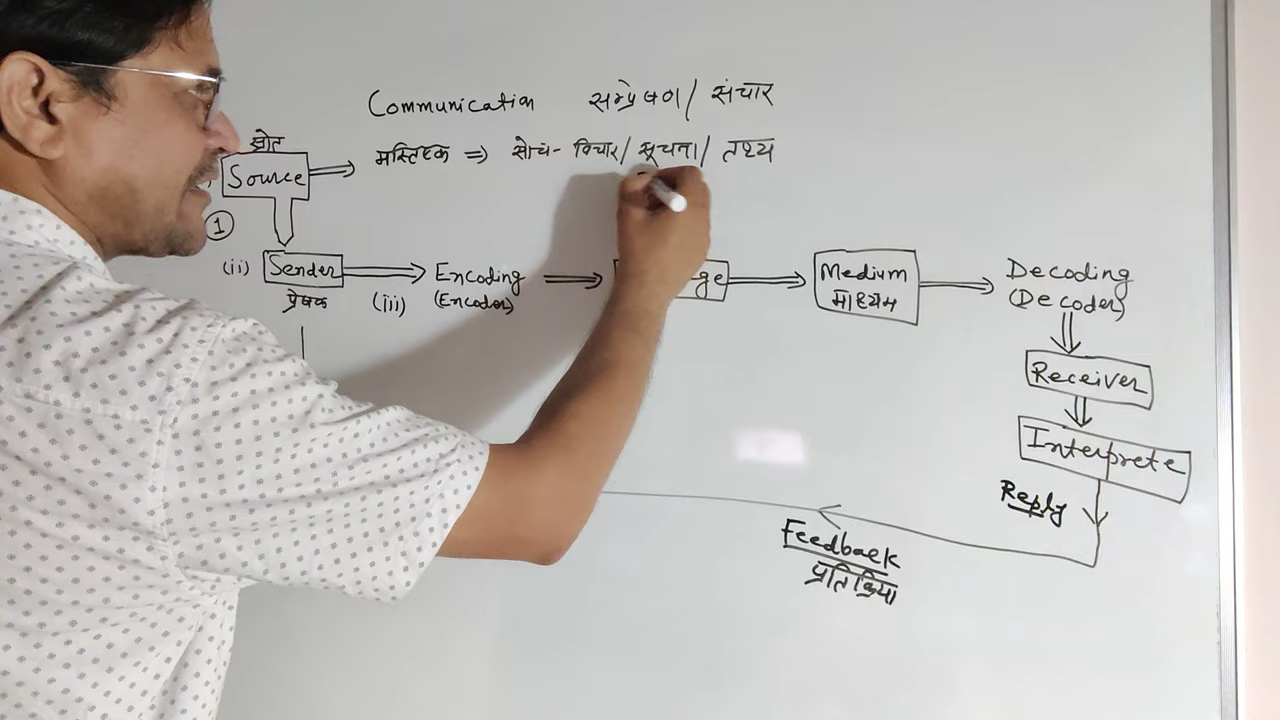 Communication सम्प्रेषण / संचार
स्रोत
Source
मस्तिष्क ⇒ सोच- विचार / सूचना / तथ्य
1
(ii) Sender
प्रेषक
(iii)
Encoding
(Encoder)
ge
Medium
माध्यम
Decoding
(Decoder)
Receiver
Interprete
Reply
Feedback
प्रतिक्रिया